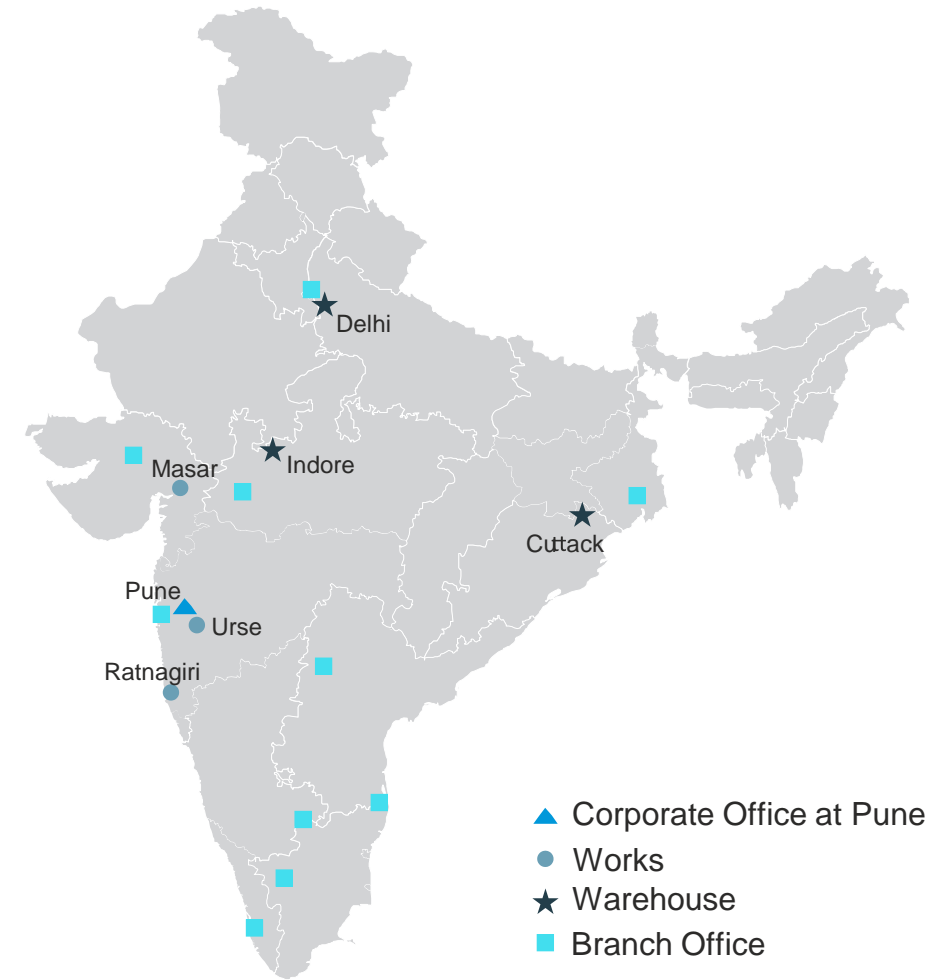 Delhi
Indore
Masar
Cuttack
Pune
Urse
Ratnagiri
Corporate Office at Pune
Works
Warehouse
Branch Office